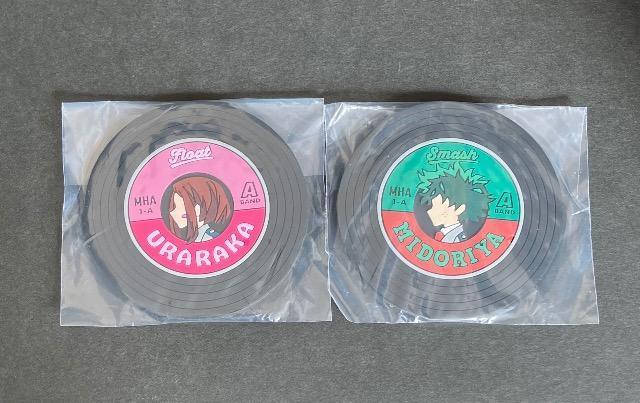 Float
MHA
1-A
A
BAND
URARAKA
Smash
MHA
1-A
A
BAND
MIDORIYA